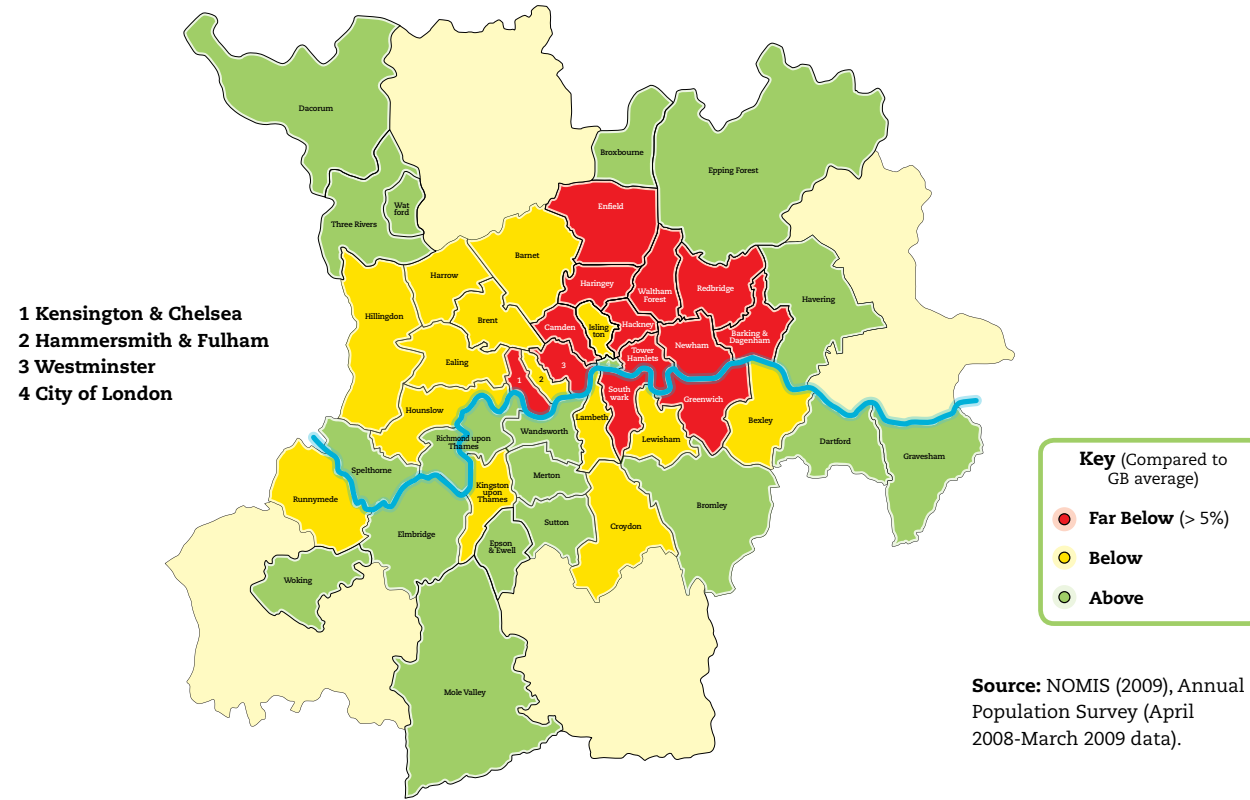 Dacorum
Broxbourne
Epping Forest
Wat
ford
Enfield
Three Rivers
Barnet
Harrow
Haringey
Waltham
Forest
Redbridge
Havering
Hillingdon
Brent
Camden
Isling
ton
Hackney
Newham
Barking &
Dagenham
Tower
Hamlets
Ealing
3
1
2
South
wark
Greenwich
Hounslow
Lambeth
Bexley
Richmond upon
Thames
Wandsworth
Lewisham
Dartford
Gravesham
Spelthorne
Merton
Runnymede
Kingston
upon
Thames
Bromley
Elmbridge
Sutton
Croydon
Epson
& Ewell
Woking
Mole Valley
1 Kensington & Chelsea
2 Hammersmith & Fulham
3 Westminster
4 City of London
Key (Compared to
GB average)
Far Below (> 5%)
Below
Above
Source: NOMIS (2009), Annual
Population Survey (April
2008-March 2009 data).